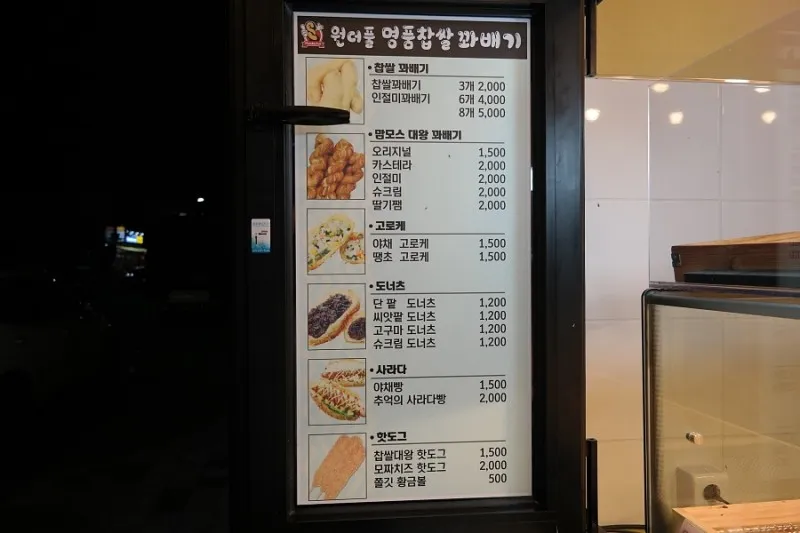 원더풀 명품찹쌀 꽈배기
• 찹쌀 꽈배기
찹쌀꽈배기 3개 2,000
인절미꽈배기 6개 4,000
8개 5,000
• 맘모스 대왕 꽈배기
오리지널 1,500
카스테라 2,000
인절미 2,000
슈크림 2,000
딸기쨈 2,000
• 고로케
야채 고로케 1,500
땡초 고로케 1,500
• 도너츠
단 팥 도너츠 1,200
씨앗팥 도너츠 1,200
고구마 도너츠 1,200
슈크림 도너츠 1,200
• 사라다
야채빵 1,500
추억의 사라다빵 2,000
• 핫도그
찹쌀대왕 핫도그 1,500
모짜치즈 핫도그 2,000
쫄깃 황금볼 500